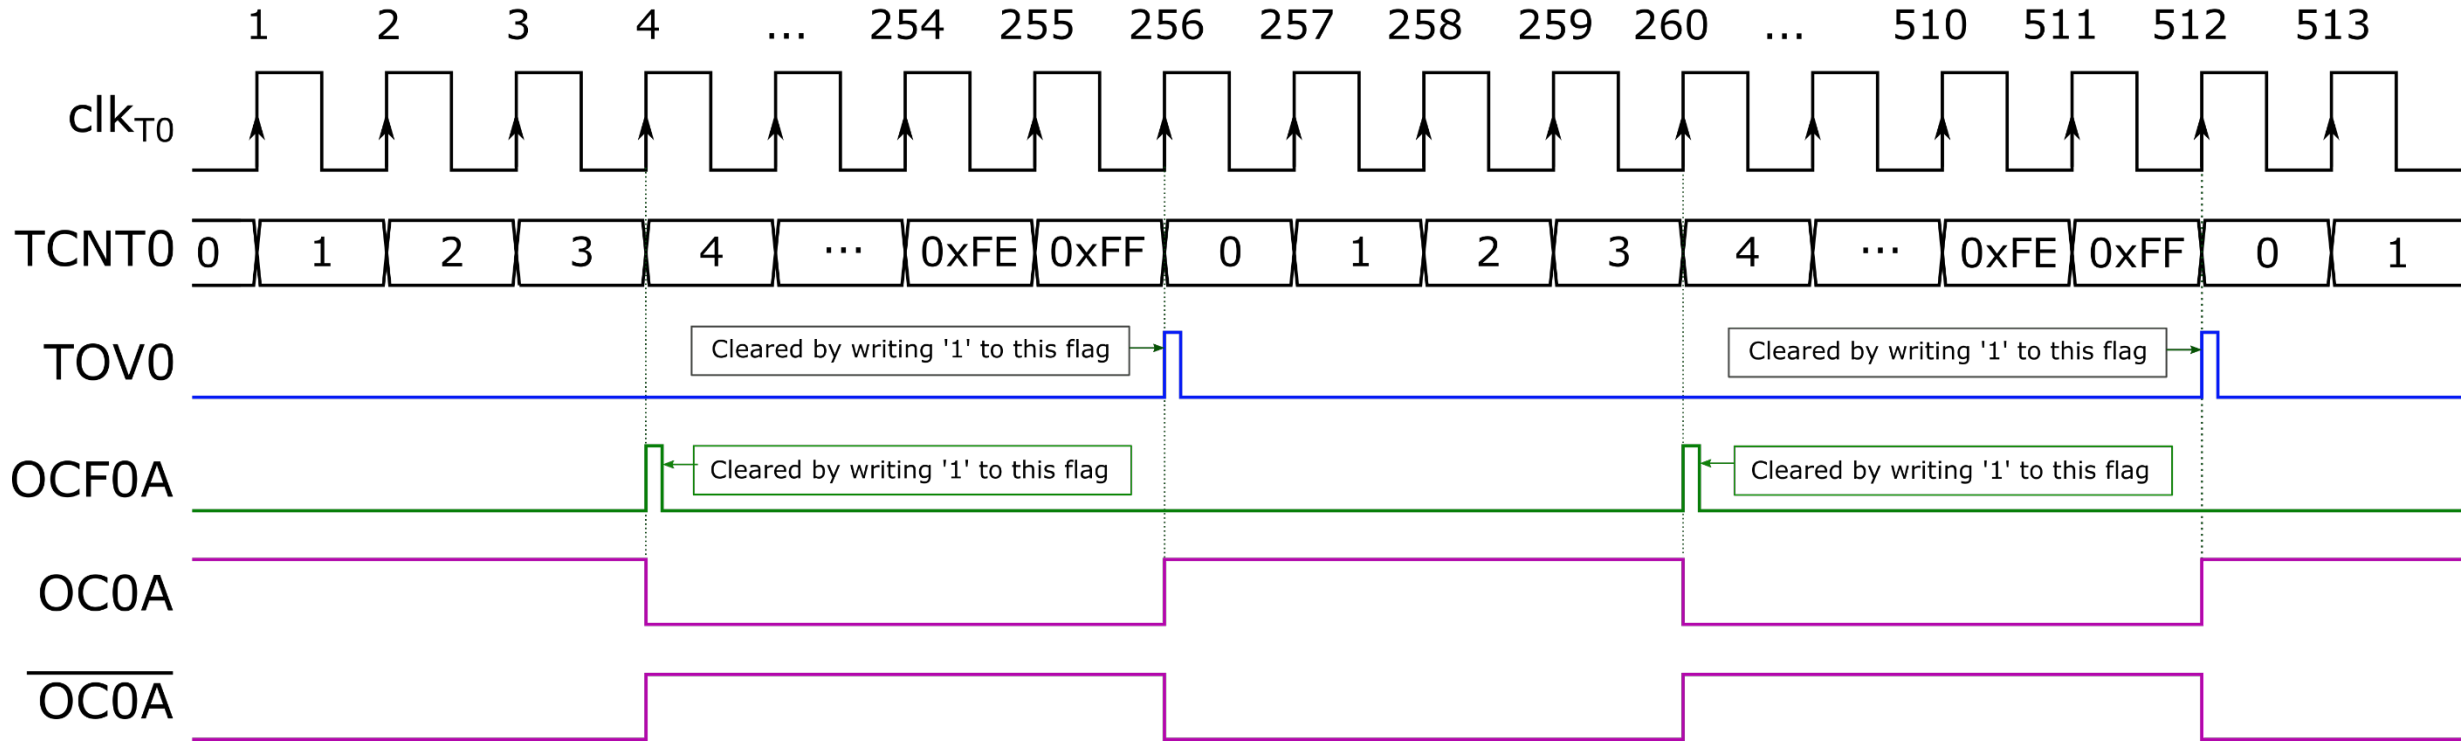 1 2 3 4 ... 254 255 256 257 258 259 260 ... 510 511 512 513
clkT0
TCNT0 0 1 2 3 4 ... 0xFE 0xFF 0 1 2 3 4 ... 0xFE 0xFF 0 1
TOV0 Cleared by writing '1' to this flag Cleared by writing '1' to this flag
OCF0A Cleared by writing '1' to this flag Cleared by writing '1' to this flag
OC0A
OC0A